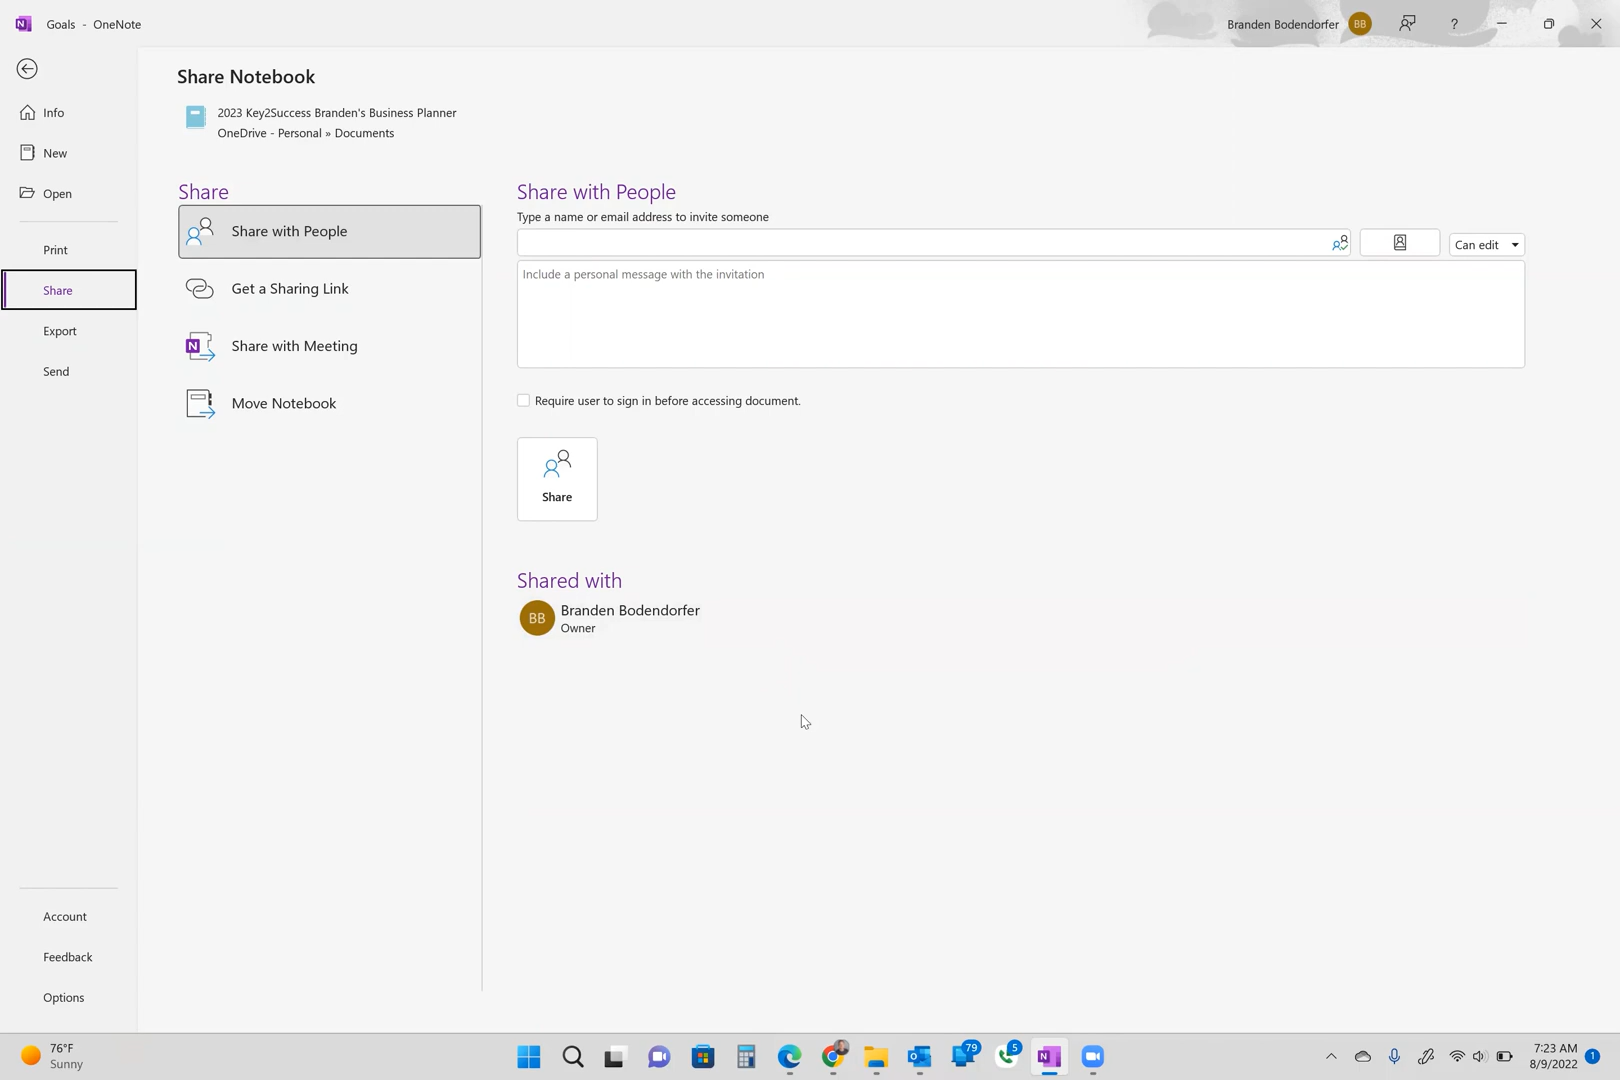 Goals - OneNote
Branden Bodendorfer BB ?
Share Notebook
Info
2023 Key2Success Branden's Business Planner
OneDrive - Personal » Documents
New
Open
Share
Share with People
Type a name or email address to invite someone
Share with People
Can edit
Print
Include a personal message with the invitation
Share
Get a Sharing Link
Export
N Share with Meeting
Send
Move Notebook
Require user to sign in before accessing document.
Share
Shared with
BB Branden Bodendorfer
Owner
Account
Feedback
Options
76°F
Sunny
79
5
N
7:23 AM
8/9/2022
1